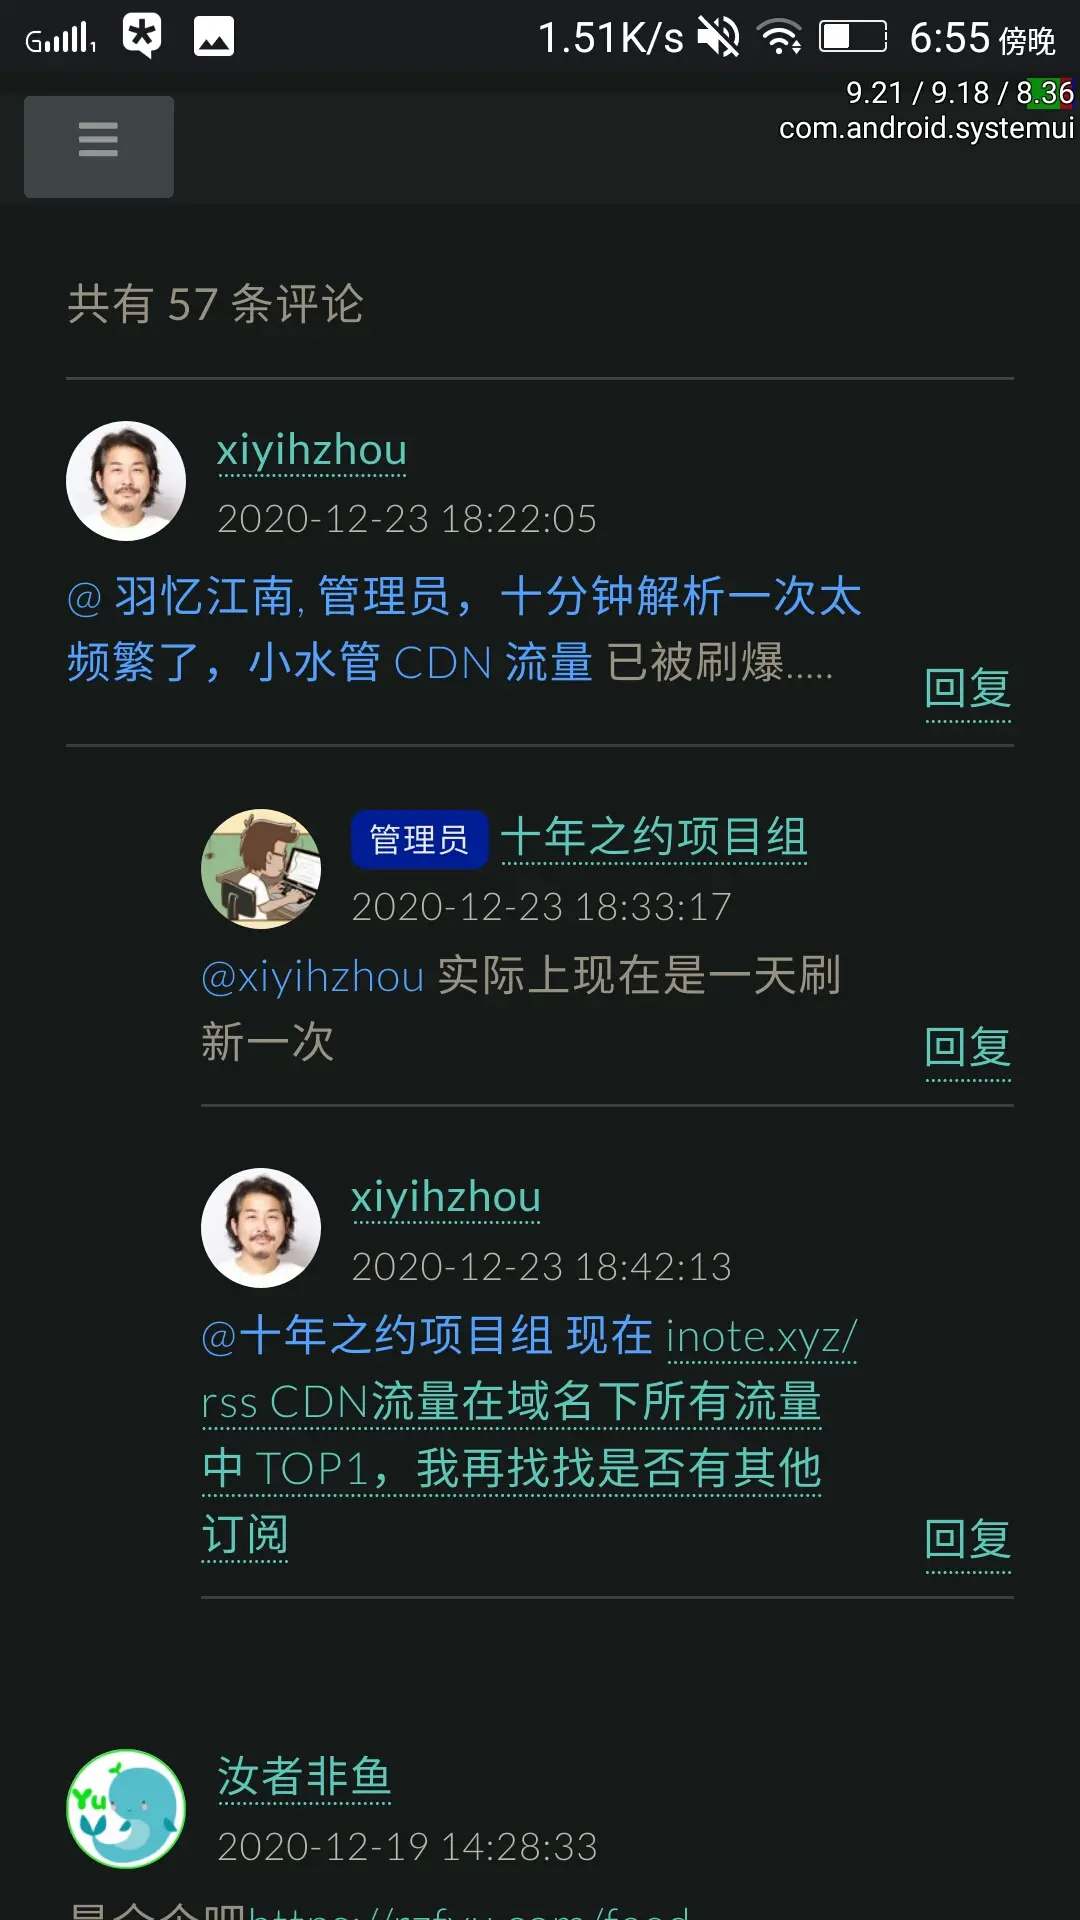 G 1 1.51K/s 6:55 傍晚
9.21 / 9.18 / 8.36
com.android.systemui
共有 57 条评论
xiyihzhou
2020-12-23 18:22:05
@ 羽忆江南, 管理员，十分钟解析一次太
频繁了，小水管 CDN 流量 已被刷爆.....
回复
管理员 十年之约项目组
2020-12-23 18:33:17
@xiyihzhou 实际上现在是一天刷
新一次
回复
xiyihzhou
2020-12-23 18:42:13
@十年之约项目组 现在 inote.xyz/
rss CDN流量在域名下所有流量
中 TOP1，我再找找是否有其他
订阅
回复
Yu
汝者非鱼
2020-12-19 14:28:33